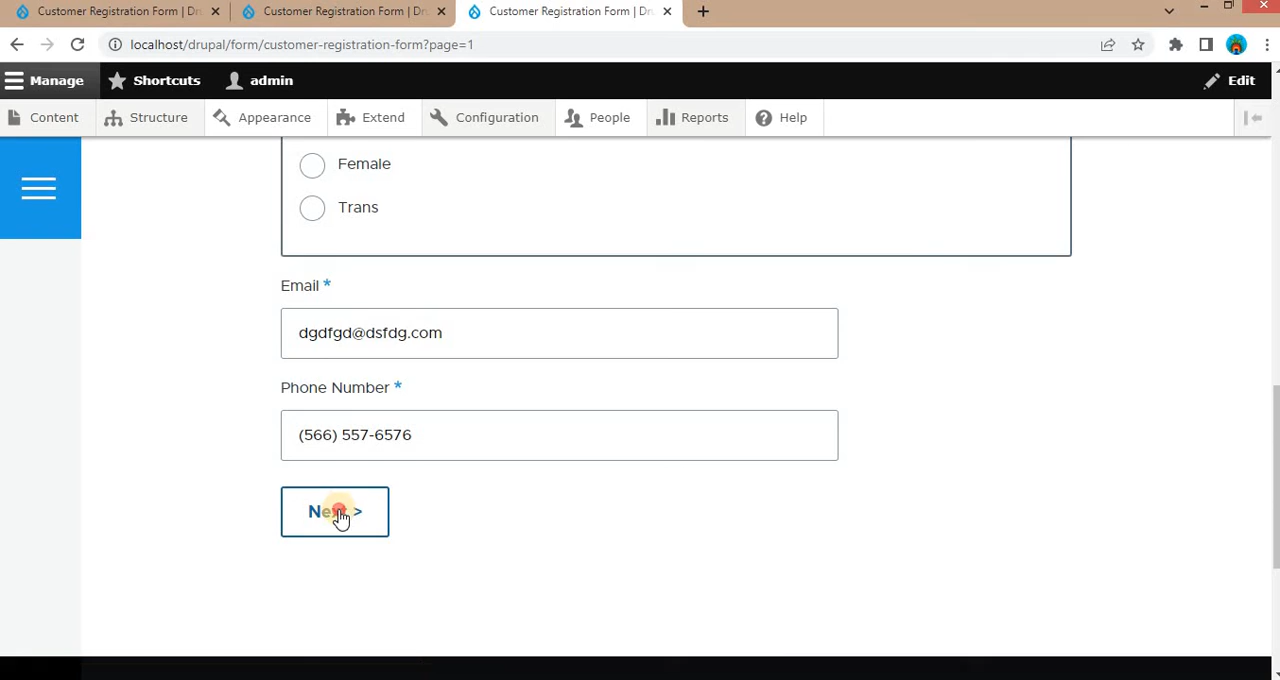 Customer Registration Form | Dr
Customer Registration Form | Dr
Customer Registration Form | Dr
localhost/drupal/form/customer-registration-form?page=1
Manage
Shortcuts
admin
Edit
Content
Structure
Appearance
Extend
Configuration
People
Reports
Help
Female
Trans
Email *
dgdfgd@dsfdg.com
Phone Number *
(566) 557-6576
Next >